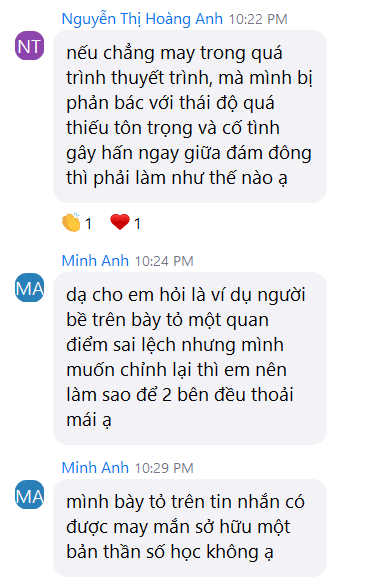 Nguyễn Thị Hoàng Anh 10:22 PM
NT
nếu chẳng may trong quá
trình thuyết trình, mà mình bị
phản bác với thái độ quá
thiếu tôn trọng và cố tình
gây hấn ngay giữa đám đông
thì phải làm như thế nào ạ
👏 1 ❤️ 1
Minh Anh 10:24 PM
MA
dạ cho em hỏi là ví dụ người
bề trên bày tỏ một quan
điểm sai lệch nhưng mình
muốn chỉnh lại thì em nên
làm sao để 2 bên đều thoải
mái ạ
Minh Anh 10:29 PM
MA
mình bày tỏ trên tin nhắn có
được may mắn sở hữu một
bản thần số học không ạ